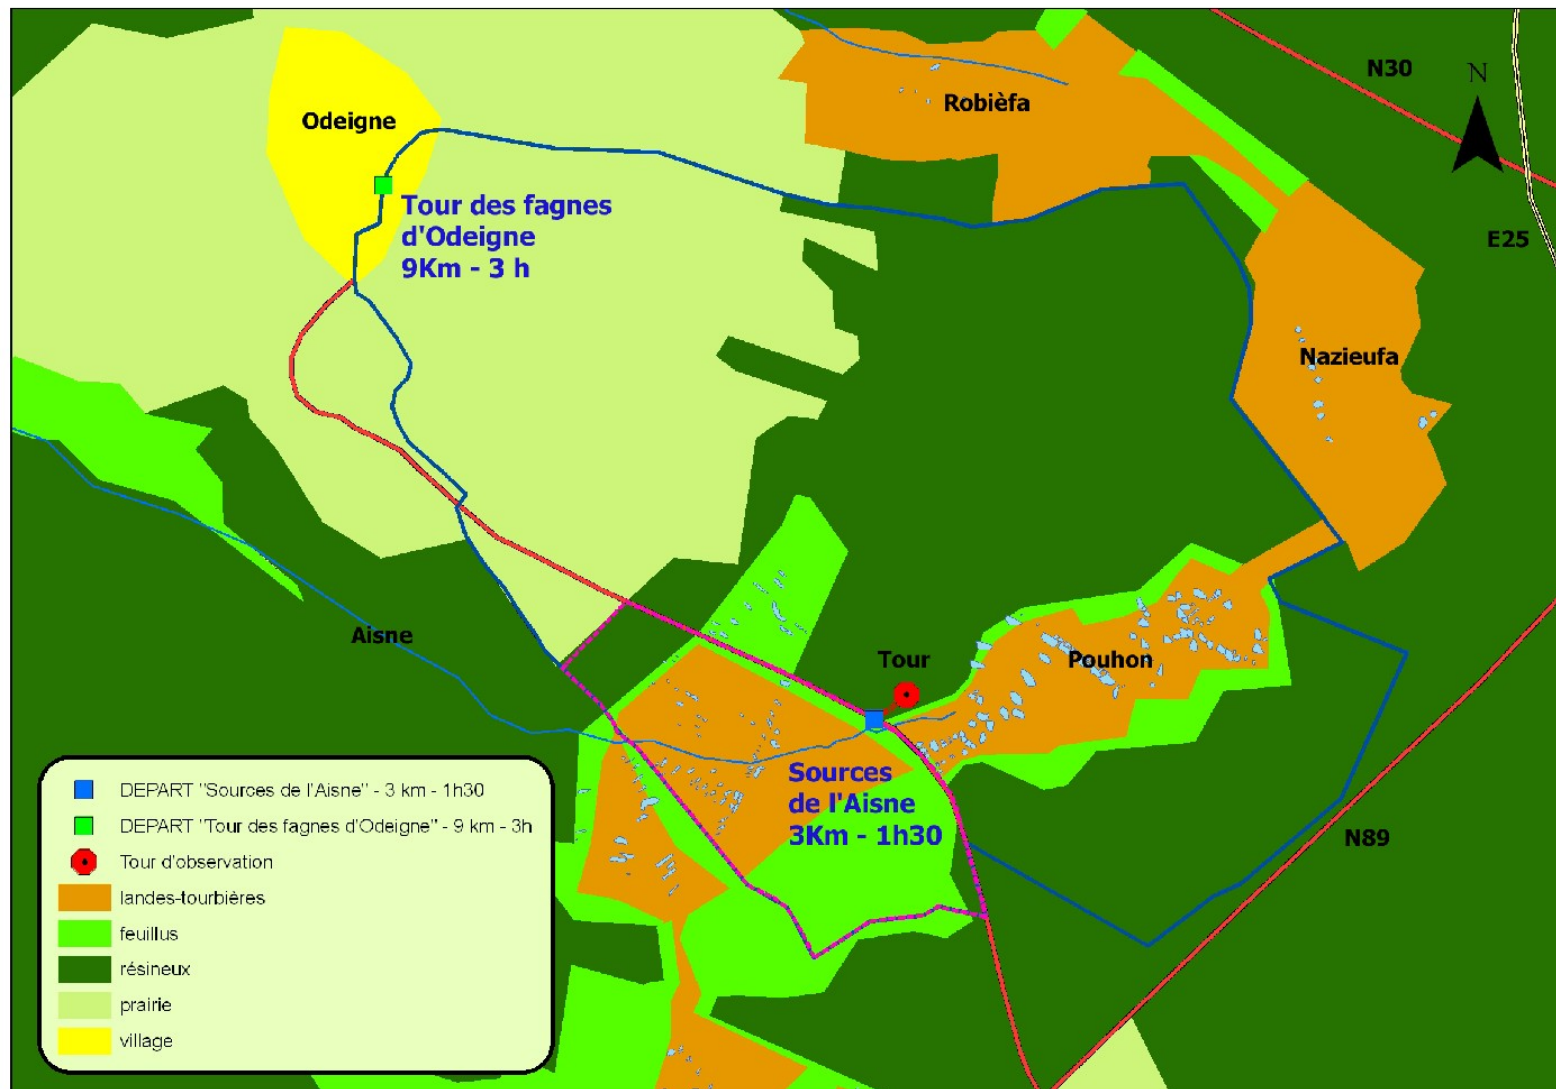 N30
N
Robièfa
Odeigne
Tour des fagnes
d'Odeigne
9Km - 3 h
E25
Nazieufa
Aisne
Tour
Pouhon
Sources
de l'Aisne
3Km - 1h30
N89
DEPART "Sources de l'Aisne" - 3 km - 1h30
DEPART "Tour des fagnes d'Odeigne" - 9 km - 3h
Tour d'observation
landes-tourbières
feuillus
résineux
prairie
village